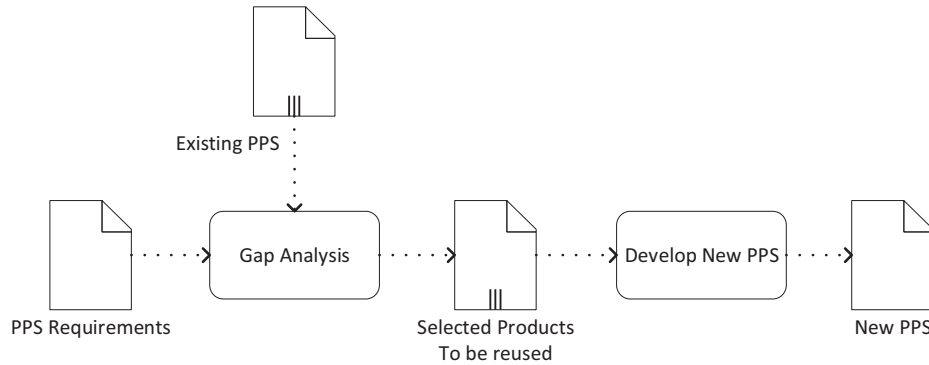 Existing PPS
Gap Analysis
Develop New PPS
PPS Requirements
Selected Products
To be reused
New PPS